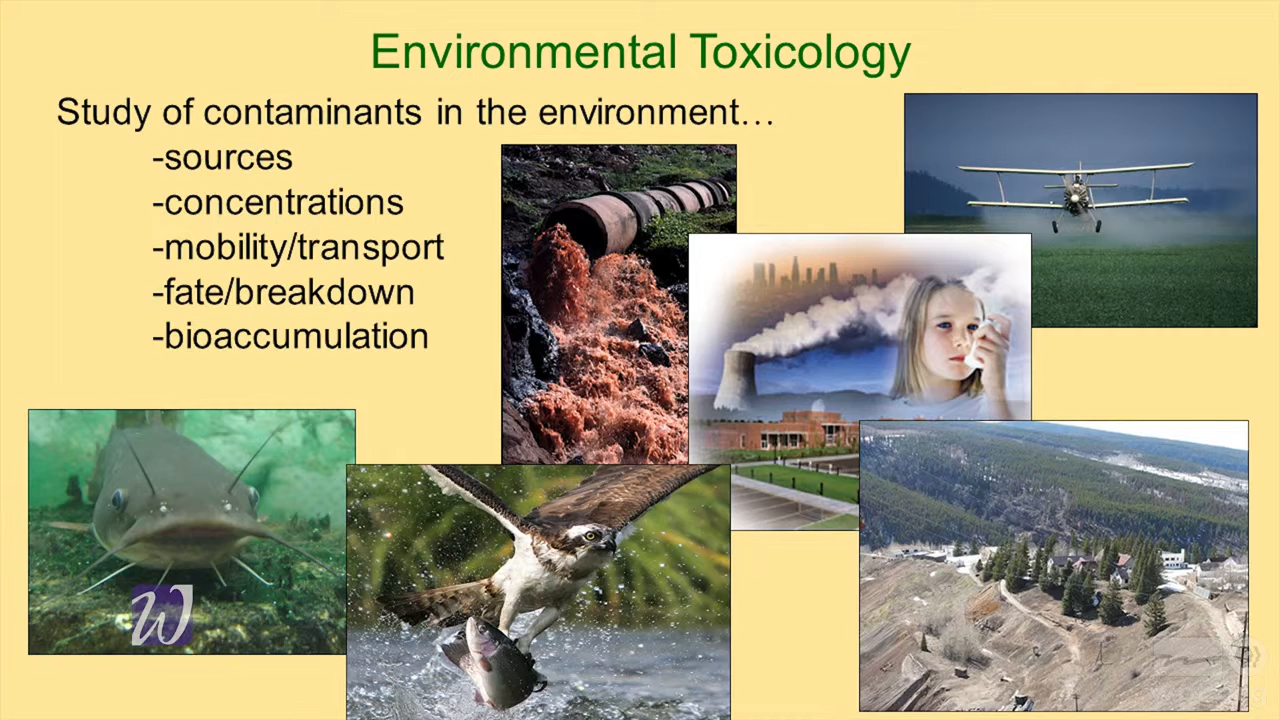 Environmental Toxicology
Study of contaminants in the environment…
-sources
-concentrations
-mobility/transport
-fate/breakdown
-bioaccumulation
W